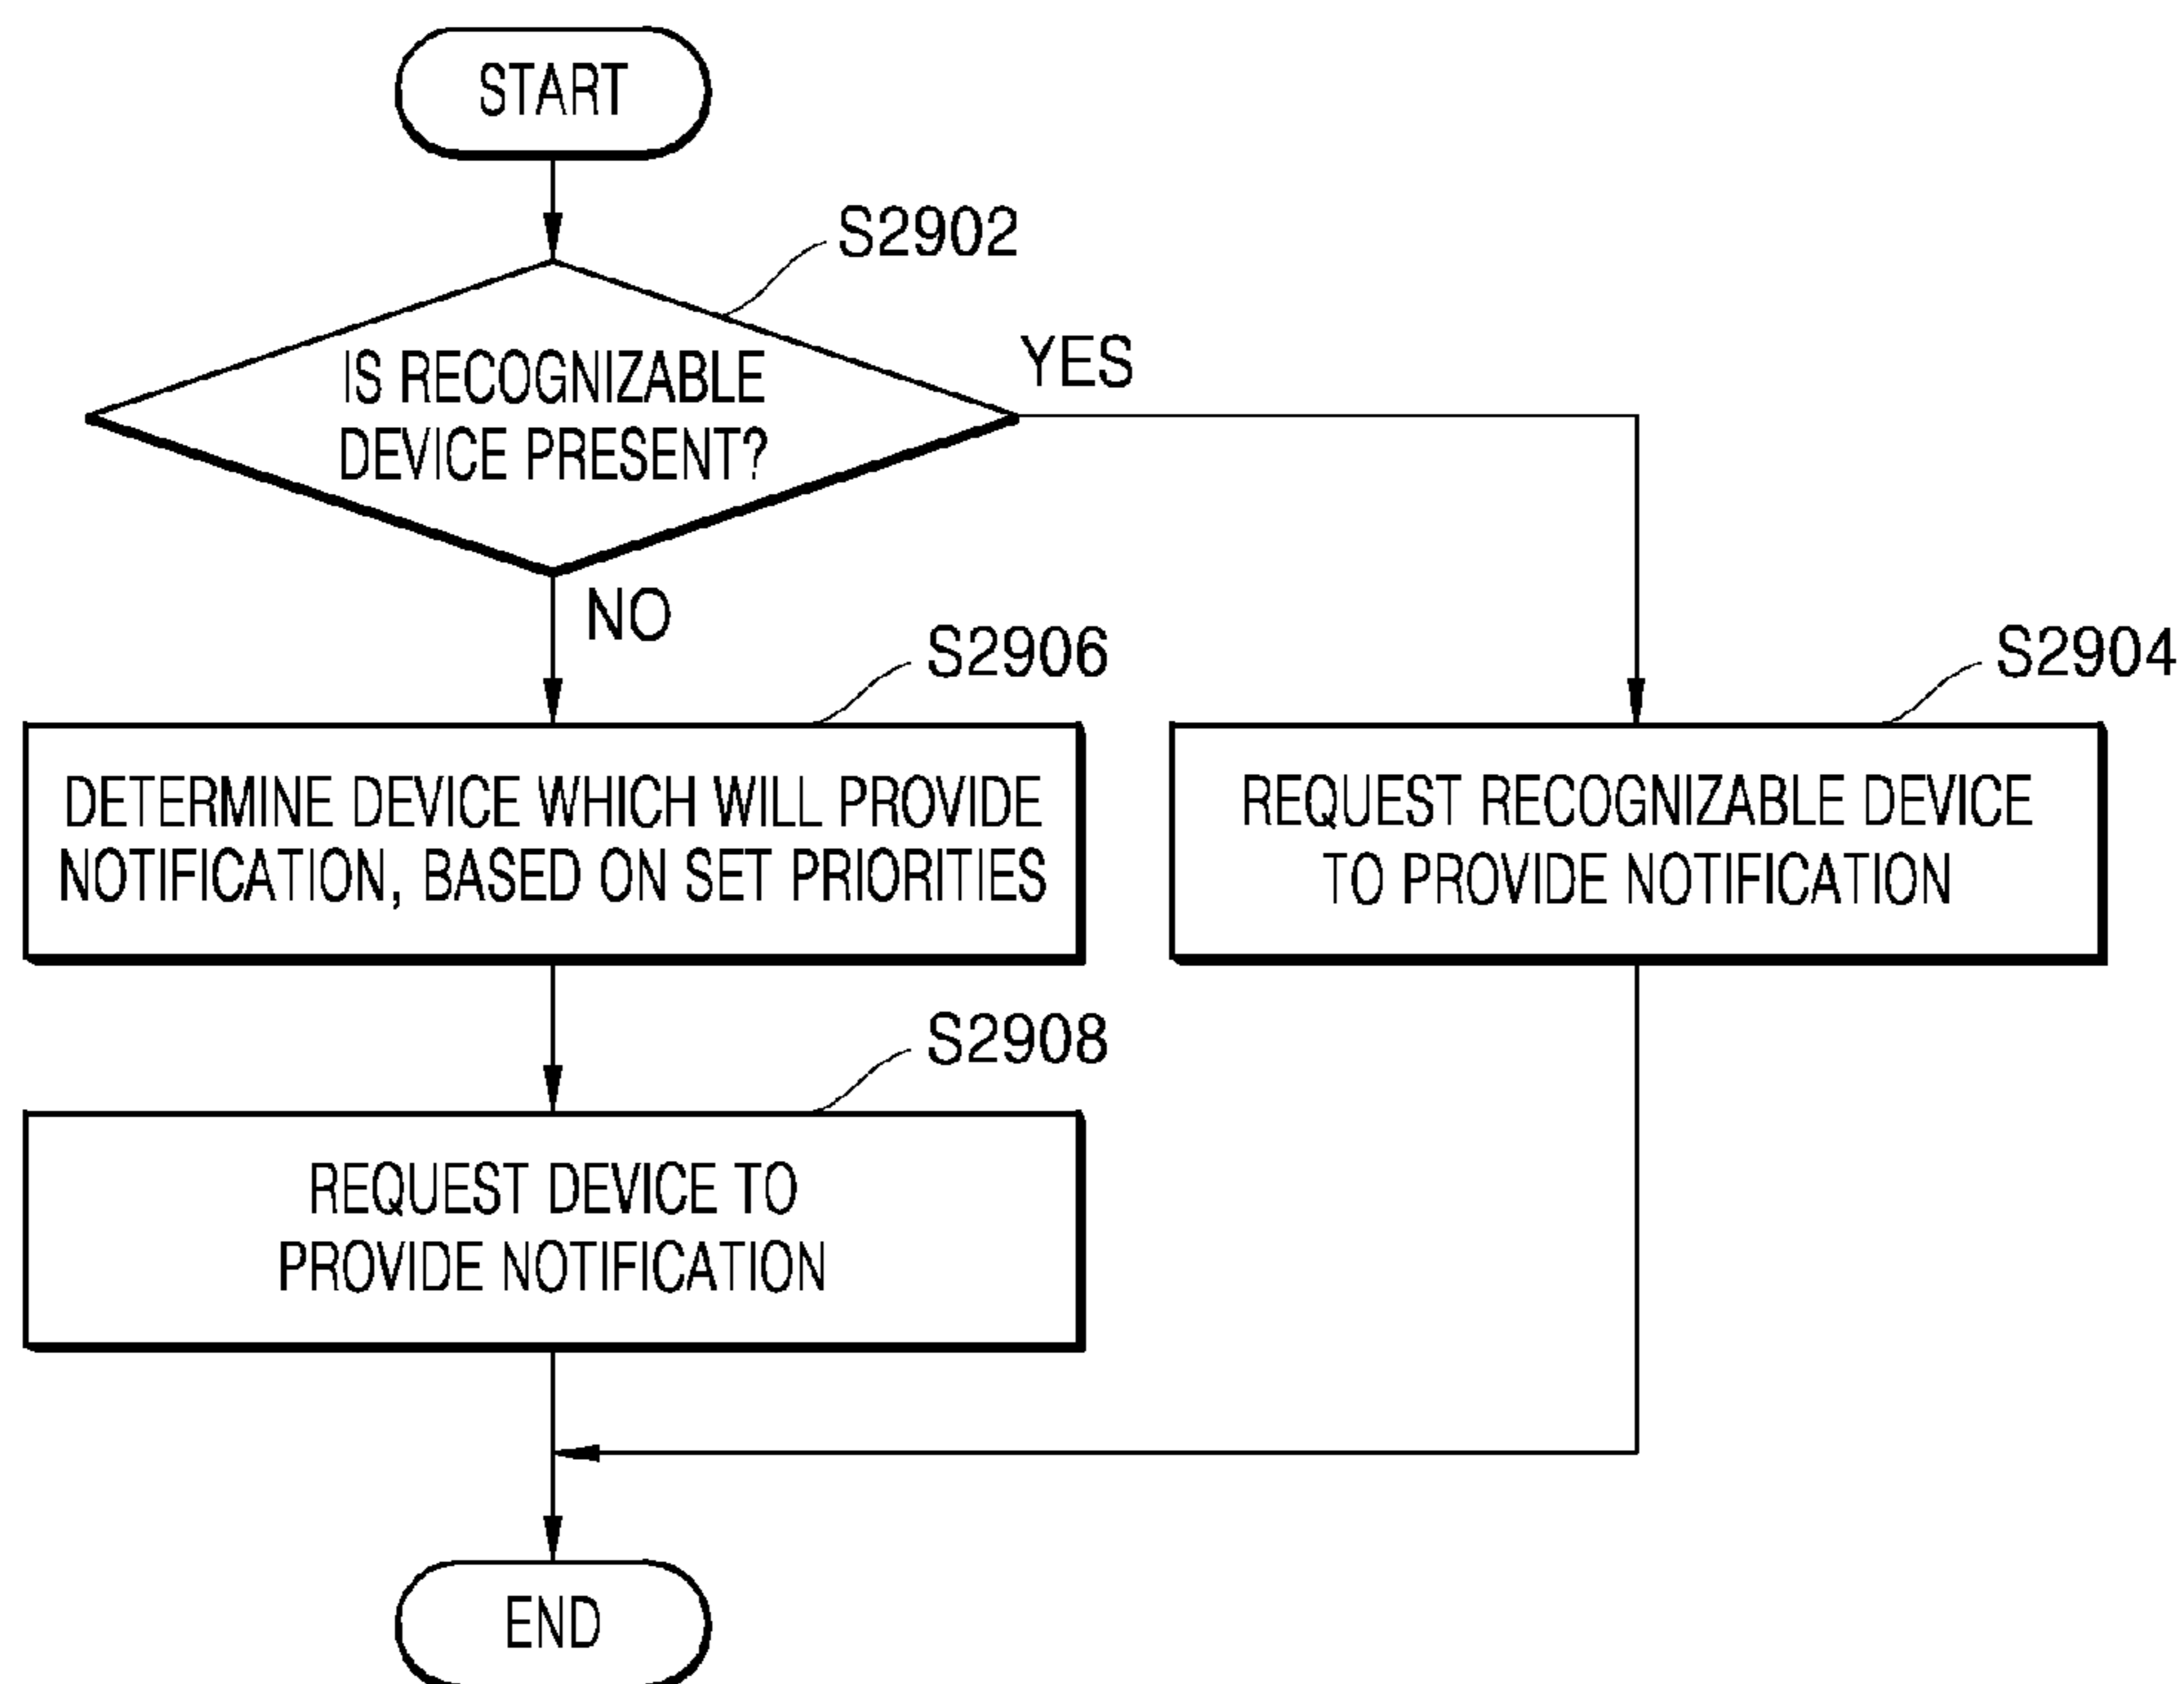 START
S2902
IS RECOGNIZABLE
DEVICE PRESENT?
YES
NO
S2906
S2904
DETERMINE DEVICE WHICH WILL PROVIDE
NOTIFICATION, BASED ON SET PRIORITIES
REQUEST RECOGNIZABLE DEVICE
TO PROVIDE NOTIFICATION
S2908
REQUEST DEVICE TO
PROVIDE NOTIFICATION
END